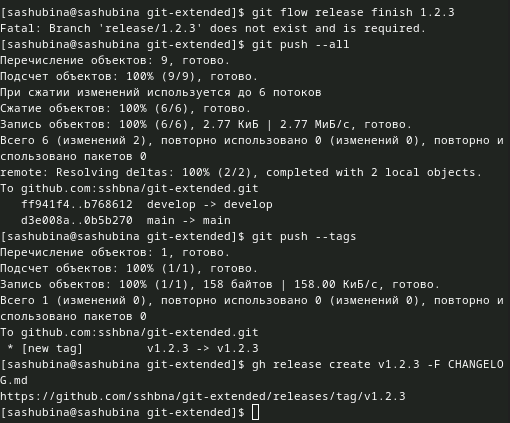 [sashubina@sashubina git-extended]$ git flow release finish 1.2.3
Fatal: Branch 'release/1.2.3' does not exist and is required.
[sashubina@sashubina git-extended]$ git push --all
Перечисление объектов: 9, готово.
Подсчет объектов: 100% (9/9), готово.
При сжатии изменений используется до 6 потоков
Сжатие объектов: 100% (6/6), готово.
Запись объектов: 100% (6/6), 2.77 КиБ | 2.77 МиБ/с, готово.
Всего 6 (изменений 2), повторно использовано 0 (изменений 0), повторно и
спользовано пакетов 0
remote: Resolving deltas: 100% (2/2), completed with 2 local objects.
To github.com:sshbna/git-extended.git
   ff941f4..b768612  develop -> develop
   d3e008a..0b5b270  main -> main
[sashubina@sashubina git-extended]$ git push --tags
Перечисление объектов: 1, готово.
Подсчет объектов: 100% (1/1), готово.
Запись объектов: 100% (1/1), 158 байтов | 158.00 КиБ/с, готово.
Всего 1 (изменений 0), повторно использовано 0 (изменений 0), повторно и
спользовано пакетов 0
To github.com:sshbna/git-extended.git
 * [new tag]         v1.2.3 -> v1.2.3
[sashubina@sashubina git-extended]$ gh release create v1.2.3 -F CHANGELO
G.md
https://github.com/sshbna/git-extended/releases/tag/v1.2.3
[sashubina@sashubina git-extended]$